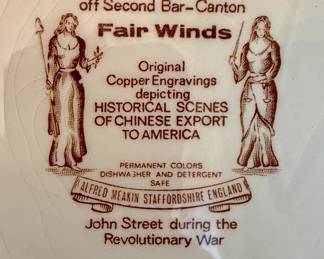 off Second Bar-Canton
Fair Winds
Original
Copper Engravings
depicting
HISTORICAL SCENES
OF CHINESE EXPORT
TO AMERICA
PERMANENT COLORS
DISHWASHER AND DETERGENT
SAFE
ALFRED MEAKIN STAFFORDSHIRE ENGLAND
John Street during the
Revolutionary War